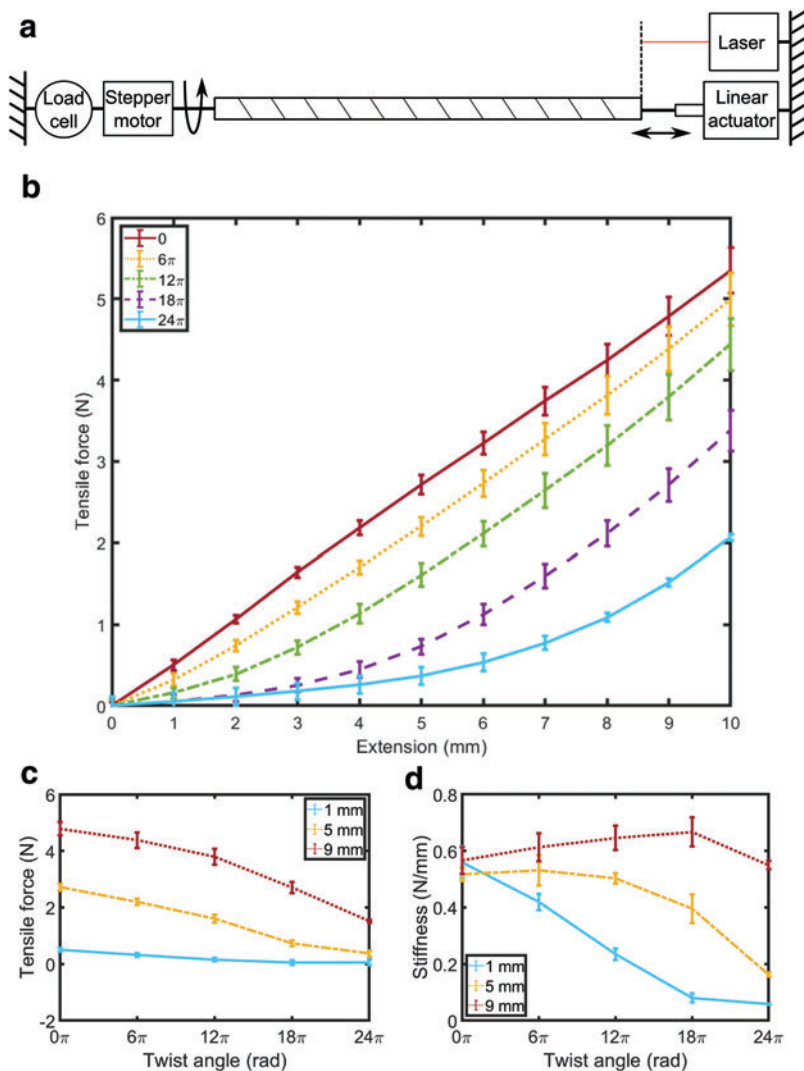 a
Laser
Load
cell
Stepper
motor
Linear
actuator
b
6
5
4
3
2
1
0
Tensile force (N)
0
6π
12π
18π
24π
0 1 2 3 4 5 6 7 8 9 10
Extension (mm)
c
6
4
2
0
-2
Tensile force (N)
1 mm
5 mm
9 mm
0π 6π 12π 18π 24π
Twist angle (rad)
d
0.8
0.6
0.4
0.2
0
Stiffness (N/mm)
1 mm
5 mm
9 mm
0π 6π 12π 18π 24π
Twist angle (rad)